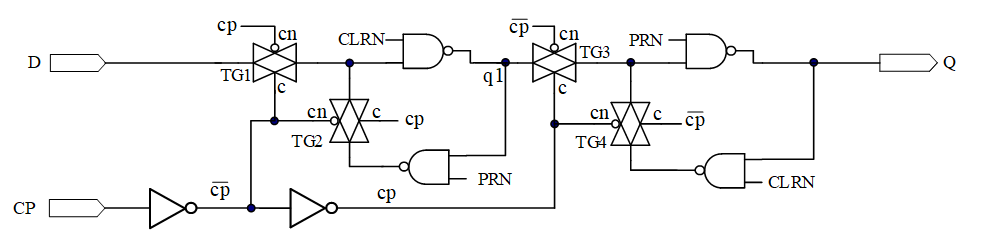 cp cn c̅p̅ cn
CLRN PRN
D TG1 TG3 Q
q1
c c
cn c cp cn c c̅p̅
TG2 TG4
c̅p̅ cp PRN CLRN
CP